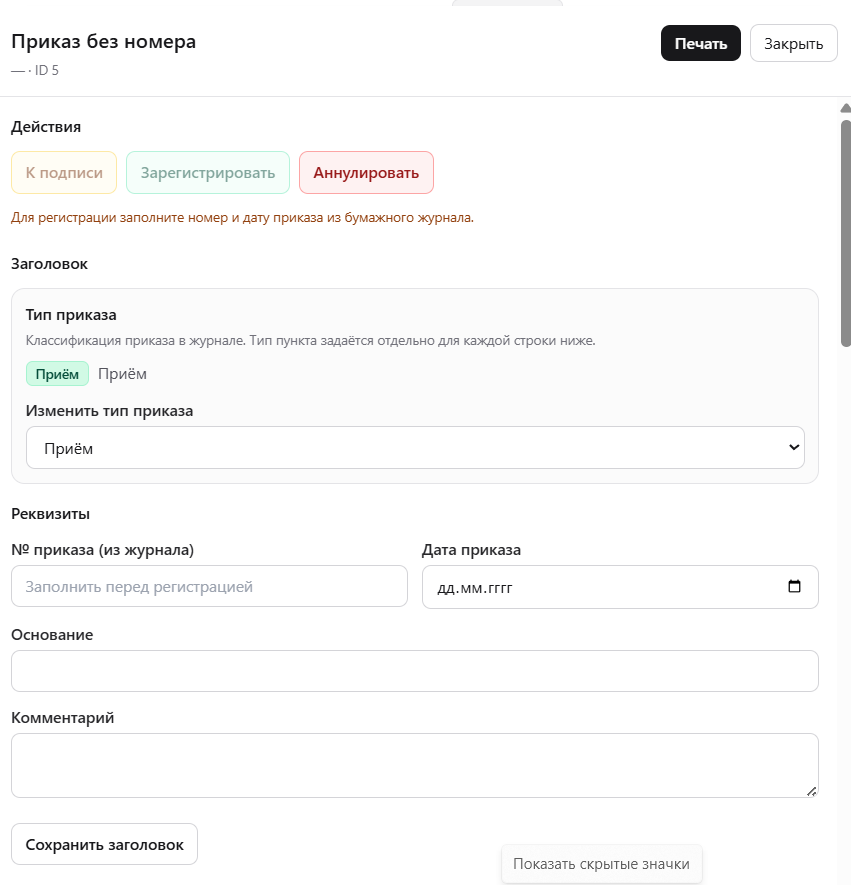 Приказ без номера
Печать
Закрыть
— · ID 5
Действия
К подписи
Зарегистрировать
Аннулировать
Для регистрации заполните номер и дату приказа из бумажного журнала.
Заголовок
Тип приказа
Классификация приказа в журнале. Тип пункта задаётся отдельно для каждой строки ниже.
Приём Приём
Изменить тип приказа
Приём
Реквизиты
№ приказа (из журнала)
Дата приказа
Заполнить перед регистрацией
дд.мм.гггг
Основание
Комментарий
Сохранить заголовок
Показать скрытые значки